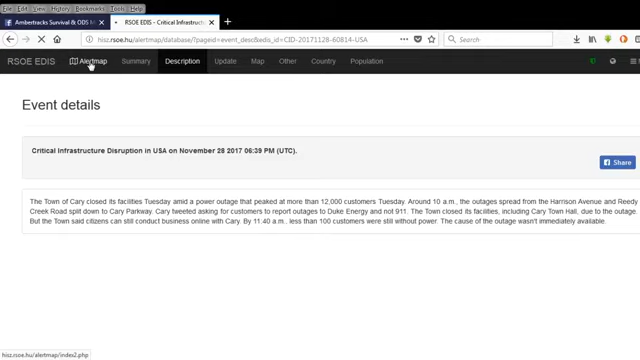 File Edit View History Bookmarks Tools Help
Ambertracks Survival & ODS M
RSOE EDIS - Critical Infrastruct
hisz.rsoe.hu/alertmap/database/?pageid=event_desc&edis_id=CID-20171128-60814-USA
Search
RSOE EDIS Alertmap Summary Description Update Map Other Country Population
Event details
Critical Infrastructure Disruption in USA on November 28 2017 06:39 PM (UTC).
Share
The Town of Cary closed its facilities Tuesday amid a power outage that peaked at more than 12,000 customers Tuesday. Around 10 a.m., the outages spread from the Harrison Avenue and Reedy
Creek Road split down to Cary Parkway. Cary tweeted asking for customers to report outages to Duke Energy and not 911. The Town closed its facilities, including Cary Town Hall, due to the outage.
But the Town said citizens can still conduct business online with Cary. By 11:40 a.m., less than 100 customers were still without power. The cause of the outage wasn't immediately available.
hisz.rsoe.hu/alertmap/index2.php